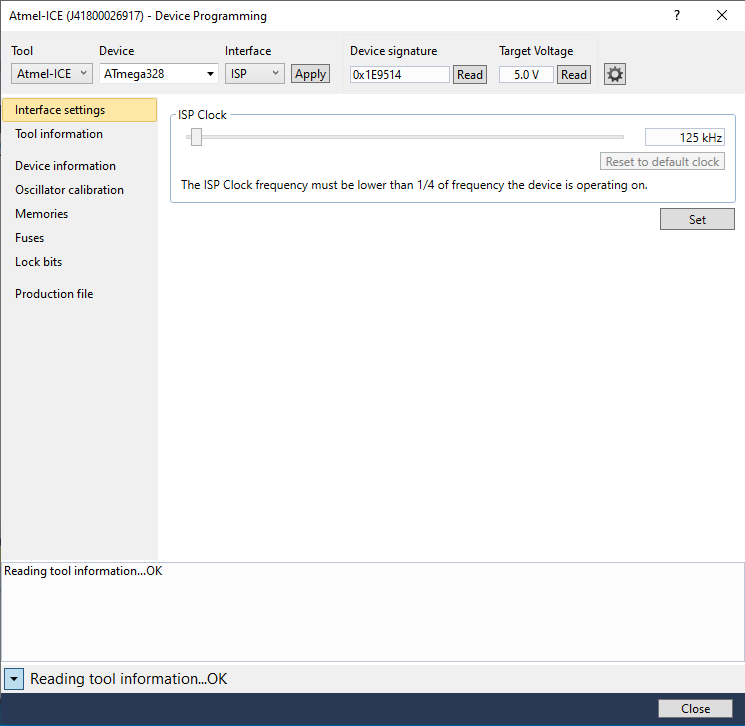 Atmel-ICE (J41800026917) - Device Programming
?
Tool Device Interface Device signature Target Voltage
Atmel-ICE ATmega328 ISP Apply 0x1E9514 Read 5.0 V Read
Interface settings
Tool information
Device information
Oscillator calibration
Memories
Fuses
Lock bits
Production file
ISP Clock
125 kHz
Reset to default clock
The ISP Clock frequency must be lower than 1/4 of frequency the device is operating on.
Set
Reading tool information...OK
Reading tool information...OK
Close